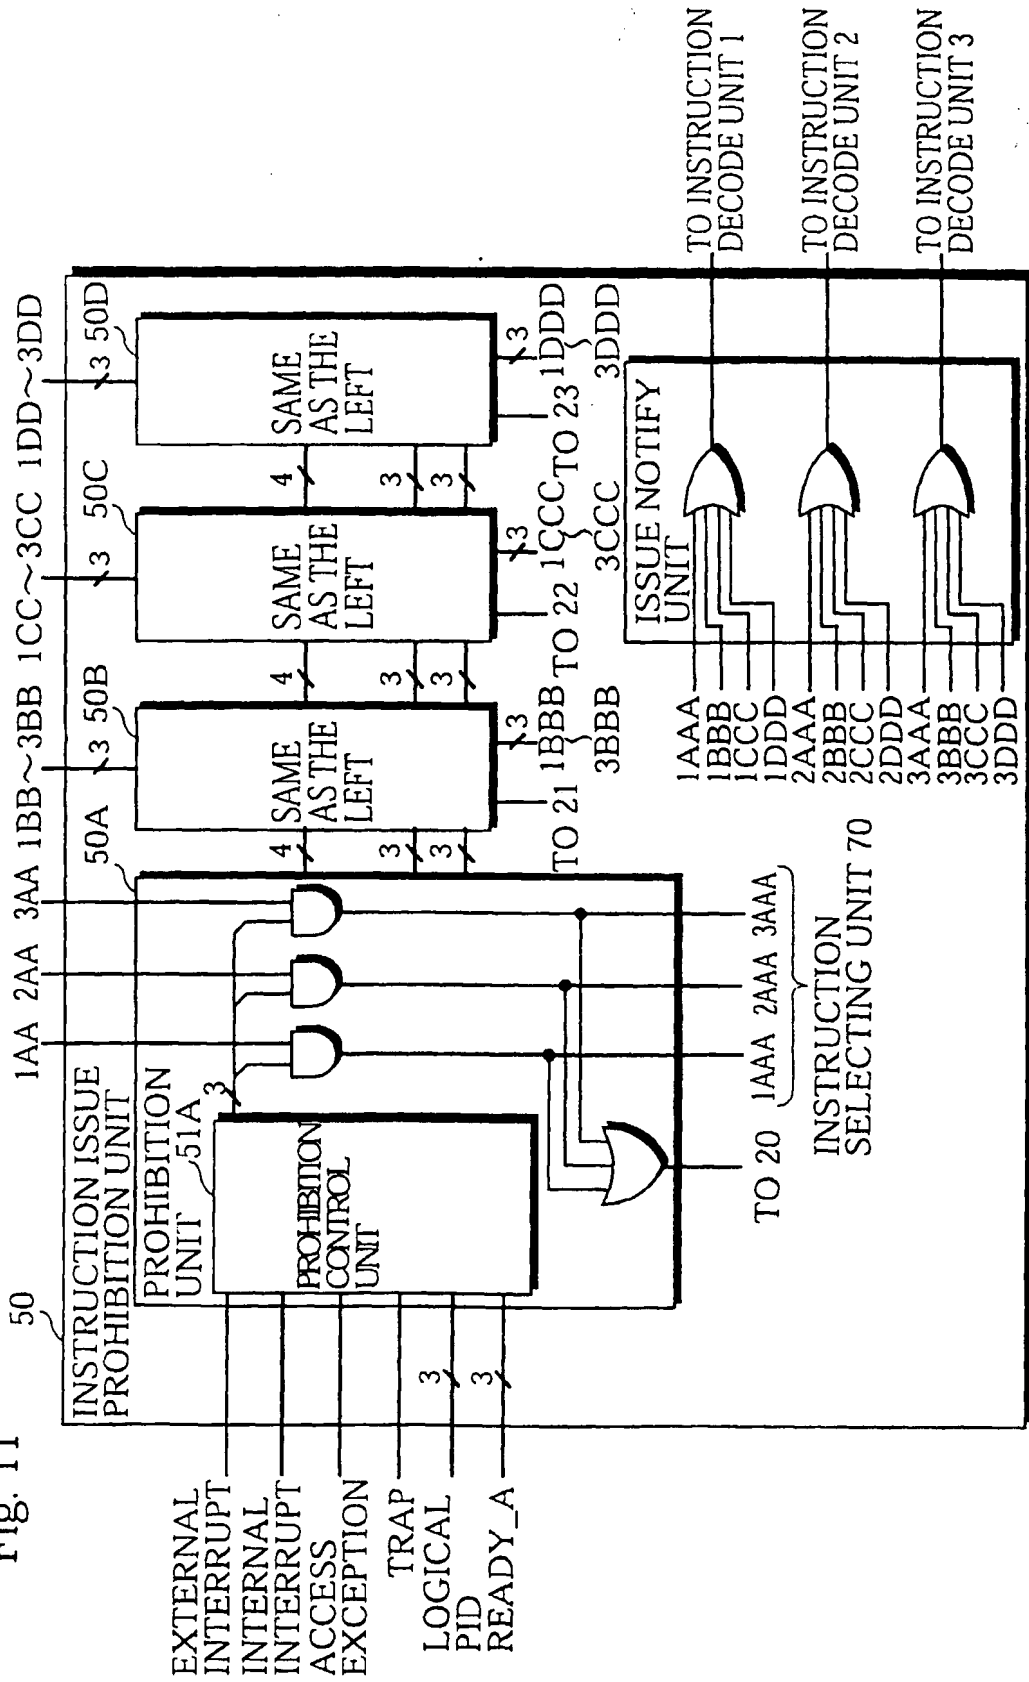 Fig. 11
50
INSTRUCTION ISSUE
PROHIBITION UNIT
1AA 2AA 3AA 1BB~3BB 1CC~3CC 1DD~3DD
3
3
3
50A
50B
50C
50D
PROHIBITION
UNIT
51A
3
PROHIBITION
CONTROL
UNIT
EXTERNAL
INTERRUPT
INTERNAL
INTERRUPT
ACCESS
EXCEPTION
TRAP
LOGICAL
PID
READY_A
3
3
4
3
3
SAME
AS THE
LEFT
4
3
3
SAME
AS THE
LEFT
4
3
3
SAME
AS THE
LEFT
TO 20
1AAA 2AAA 3AAA
INSTRUCTION
SELECTING UNIT 70
TO 21
3
1BBB
3BBB
TO 22
3
1CCC
3CCC
TO 23
3
1DDD
3DDD
ISSUE NOTIFY
UNIT
1AAA
1BBB
1CCC
1DDD
2AAA
2BBB
2CCC
2DDD
3AAA
3BBB
3CCC
3DDD
TO INSTRUCTION
DECODE UNIT 1
TO INSTRUCTION
DECODE UNIT 2
TO INSTRUCTION
DECODE UNIT 3